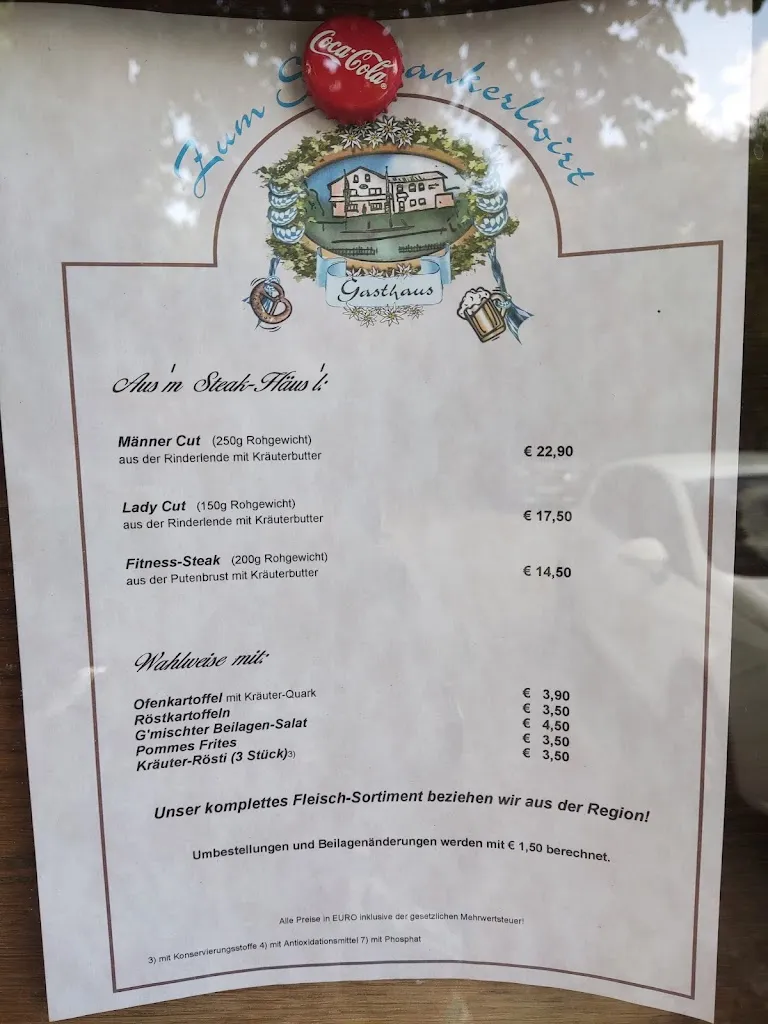 Coca-Cola
Zum
Gasthaus
Aus'm Steak-Häus'l:
Männer Cut (250g Rohgewicht)
aus der Rinderlende mit Kräuterbutter
€ 22,90
Lady Cut (150g Rohgewicht)
aus der Rinderlende mit Kräuterbutter
€ 17,50
Fitness-Steak (200g Rohgewicht)
aus der Putenbrust mit Kräuterbutter
€ 14,50
Wahlweise mit:
Ofenkartoffel mit Kräuter-Quark € 3,90
Röstkartoffeln € 3,50
G'mischter Beilagen-Salat € 4,50
Pommes Frites € 3,50
Kräuter-Rösti (3 Stück)3) € 3,50
Unser komplettes Fleisch-Sortiment beziehen wir aus der Region!
Umbestellungen und Beilagenänderungen werden mit € 1,50 berechnet.
Alle Preise in EURO inklusive der gesetzlichen Mehrwertsteuer!
3) mit Konservierungsstoffe 4) mit Antioxidationsmittel 7) mit Phosphat